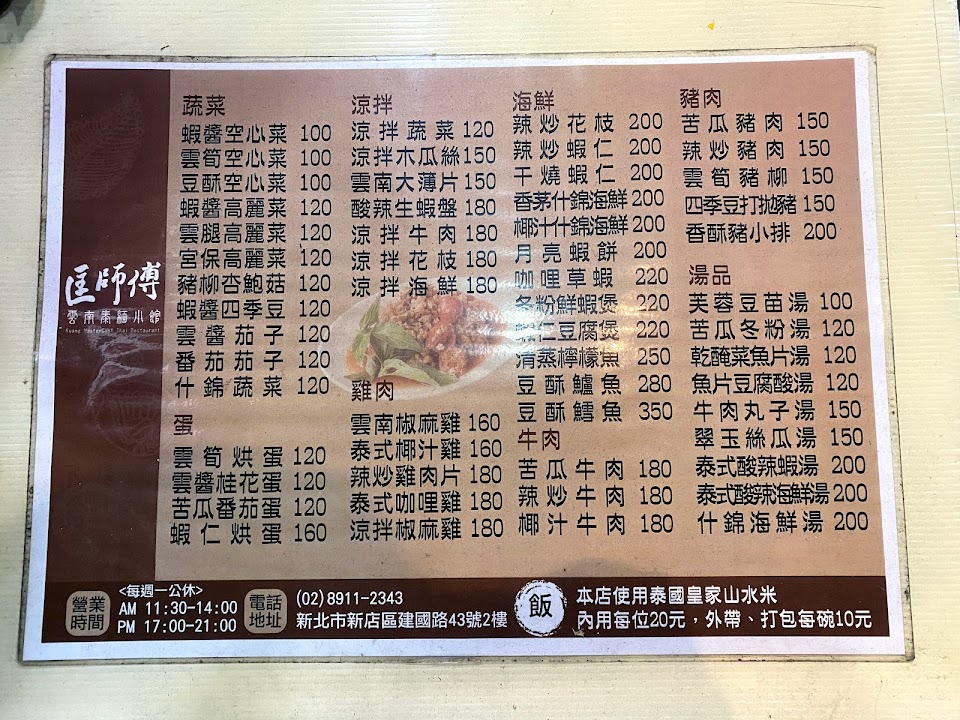 匡師傅
雲南泰緬小館
蔬菜
蝦醬空心菜 100
雲筍空心菜 100
豆酥空心菜 100
蝦醬高麗菜 120
雲腿高麗菜 120
宮保高麗菜 120
豬柳杏鮑菇 120
蝦醬四季豆 120
雲醬茄子 120
番茄茄子 120
什錦蔬菜 120
蛋
雲筍烘蛋 120
雲醬桂花蛋 120
苦瓜番茄蛋 120
蝦仁烘蛋 160
涼拌
涼拌蔬菜 120
涼拌木瓜絲 150
雲南大薄片 150
酸辣生蝦盤 180
涼拌牛肉 180
涼拌花枝 180
涼拌海鮮 180
雞肉
雲南椒麻雞 160
泰式椰汁雞 160
辣炒雞肉片 180
泰式咖哩雞 180
涼拌椒麻雞 180
海鮮
辣炒花枝 200
辣炒蝦仁 200
干燒蝦仁 200
香茅什錦海鮮 200
椰汁什錦海鮮 200
月亮蝦餅 200
咖哩草蝦 220
冬粉鮮蝦煲 220
蝦仁豆腐煲 220
清蒸檸檬魚 250
豆酥鱸魚 280
豆酥鱈魚 350
牛肉
苦瓜牛肉 180
辣炒牛肉 180
椰汁牛肉 180
豬肉
苦瓜豬肉 150
辣炒豬肉 150
雲筍豬柳 150
四季豆打拋豬 150
香酥豬小排 200
湯品
芙蓉豆苗湯 100
苦瓜冬粉湯 120
乾醃菜魚片湯 120
魚片豆腐酸湯 120
牛肉丸子湯 150
翠玉絲瓜湯 150
泰式酸辣蝦湯 200
泰式酸辣海鮮湯 200
什錦海鮮湯 200
營業時間
<每週一公休>
AM 11:30-14:00
PM 17:00-21:00
電話地址
(02)8911-2343
新北市新店區建國路43號2樓
飯
本店使用泰國皇家山水米
內用每位20元，外帶、打包每碗10元